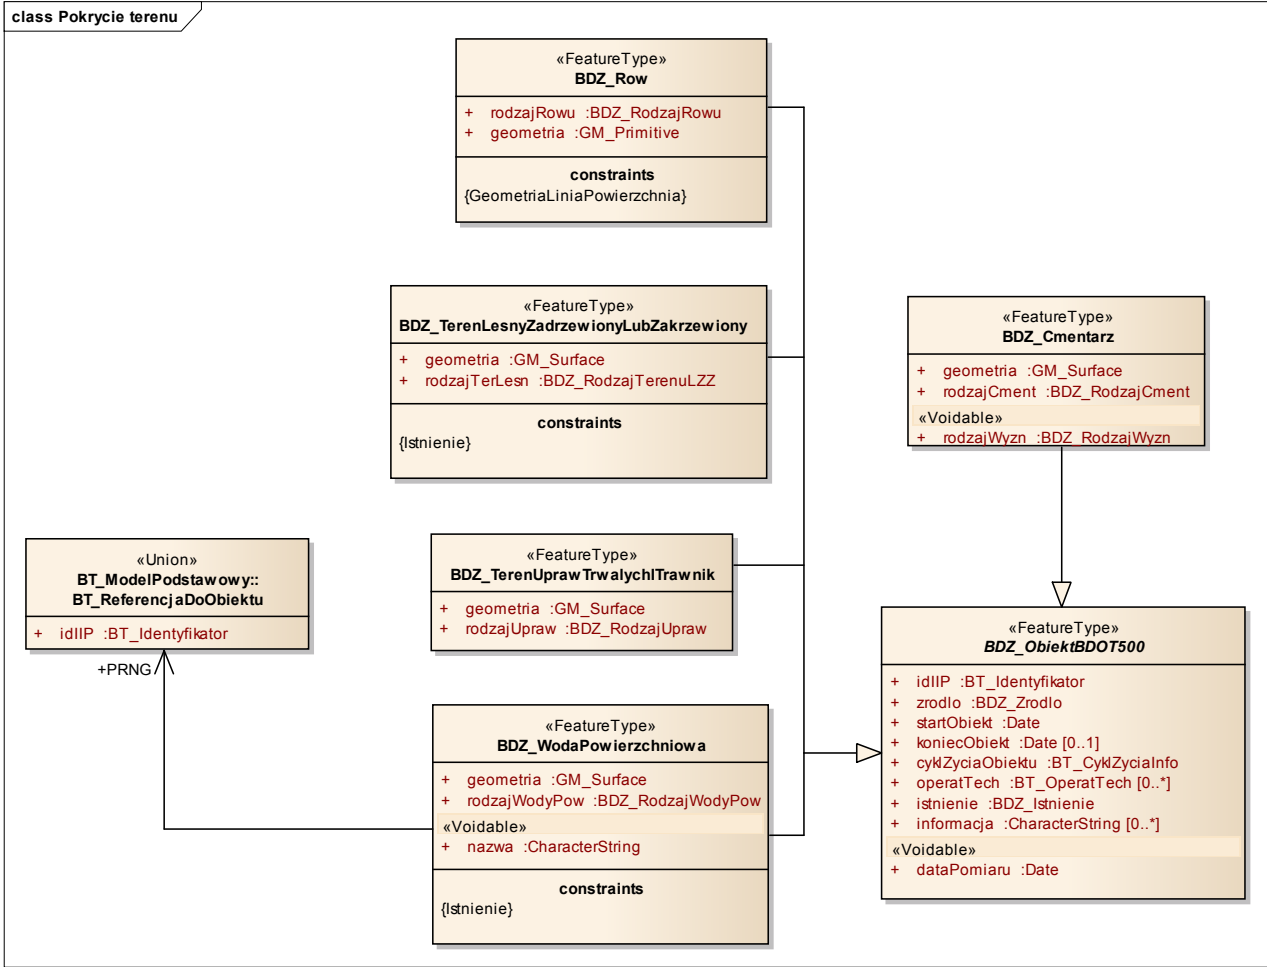 class Pokrycie terenu
«FeatureType»
BDZ_Row
+ rodzajRowu :BDZ_RodzajRowu
+ geometria :GM_Primitive
constraints
{GeometriaLiniaPowierzchnia}
«FeatureType»
BDZ_TerenLesnyZadrzewionyLubZakrzewiony
+ geometria :GM_Surface
+ rodzajTerLesn :BDZ_RodzajTerenuLZZ
constraints
{Istnienie}
«FeatureType»
BDZ_Cmentarz
+ geometria :GM_Surface
+ rodzajCment :BDZ_RodzajCment
«Voidable»
+ rodzajWyzn :BDZ_RodzajWyzn
«Union»
BT_ModelPodstawowy::
BT_ReferencjaDoObiektu
+ idIIP :BT_Identyfikator
+PRNG
«FeatureType»
BDZ_TerenUprawTrwalychITrawnik
+ geometria :GM_Surface
+ rodzajUpraw :BDZ_RodzajUpraw
«FeatureType»
BDZ_WodaPowierzchniowa
+ geometria :GM_Surface
+ rodzajWodyPow :BDZ_RodzajWodyPow
«Voidable»
+ nazwa :CharacterString
constraints
{Istnienie}
«FeatureType»
BDZ_ObiektBDOT500
+ idIIP :BT_Identyfikator
+ zrodlo :BDZ_Zrodlo
+ startObiekt :Date
+ koniecObiekt :Date [0..1]
+ cyklZyciaObiektu :BT_CyklZyciaInfo
+ operatTech :BT_OperatTech [0..*]
+ istnienie :BDZ_Istnienie
+ informacja :CharacterString [0..*]
«Voidable»
+ dataPomiaru :Date